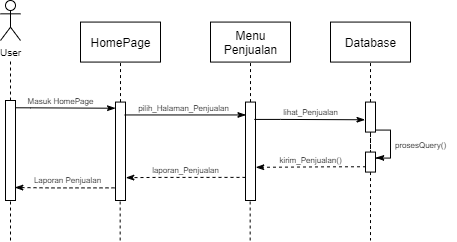 User
HomePage
Menu
Penjualan
Database
Masuk HomePage
pilih_Halaman_Penjualan
lihat_Penjualan
prosesQuery()
kirim_Penjualan()
laporan_Penjualan
Laporan Penjualan